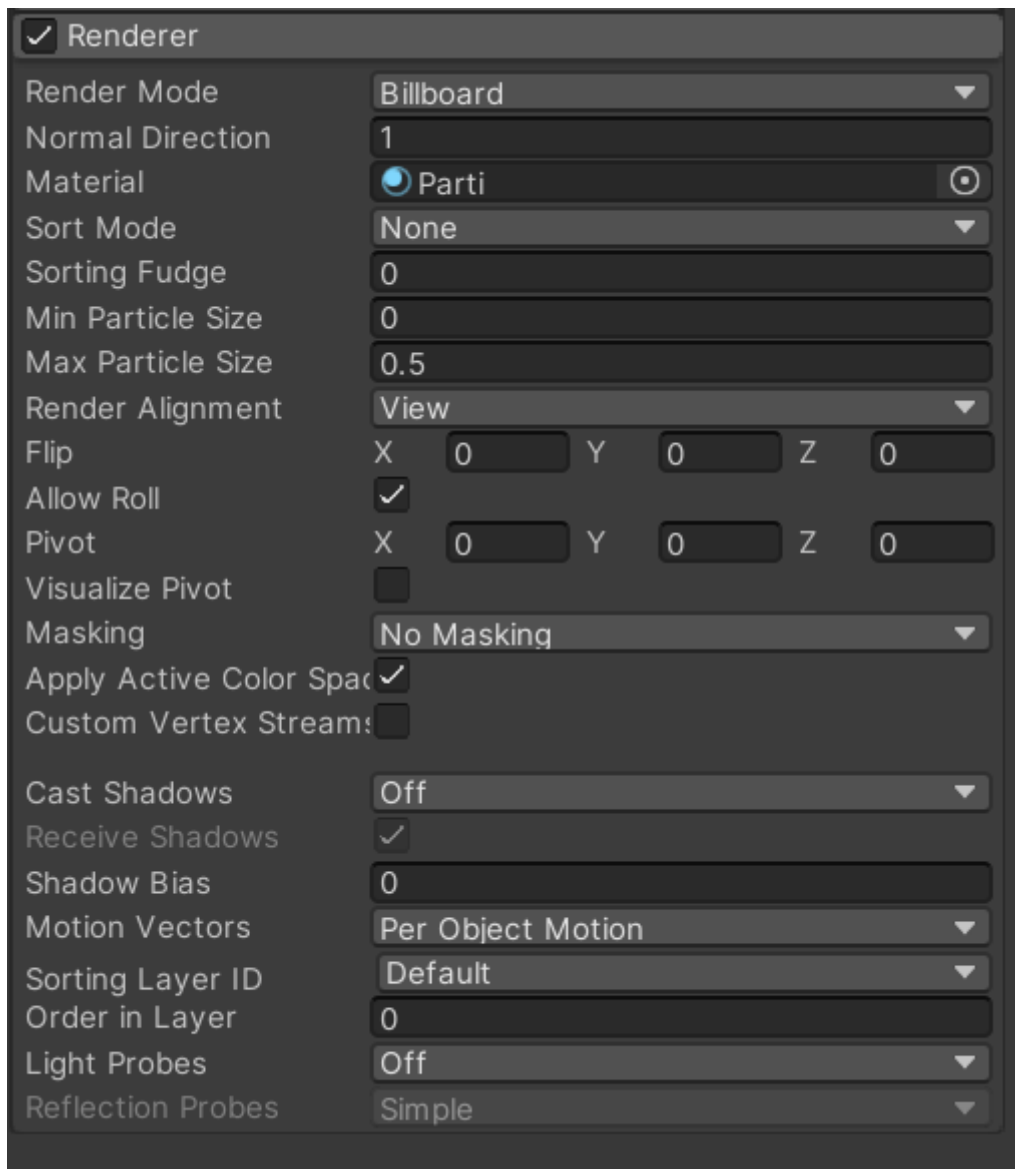 Renderer
Render Mode Billboard
Normal Direction 1
Material Parti
Sort Mode None
Sorting Fudge 0
Min Particle Size 0
Max Particle Size 0.5
Render Alignment View
Flip X 0 Y 0 Z 0
Allow Roll
Pivot X 0 Y 0 Z 0
Visualize Pivot
Masking No Masking
Apply Active Color Spac
Custom Vertex Streams
Cast Shadows Off
Receive Shadows
Shadow Bias 0
Motion Vectors Per Object Motion
Sorting Layer ID Default
Order in Layer 0
Light Probes Off
Reflection Probes Simple